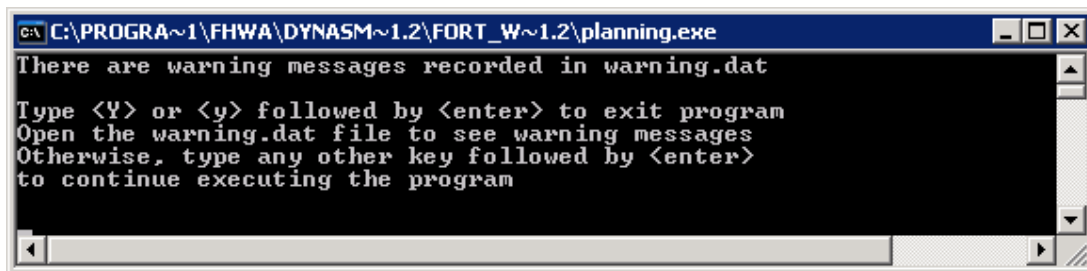 C:\PROGRA~1\FHWA\DYNASM~1.2\FORT_W~1.2\planning.exe
There are warning messages recorded in warning.dat
Type <Y> or <y> followed by <enter> to exit program
Open the warning.dat file to see warning messages
Otherwise, type any other key followed by <enter>
to continue executing the program